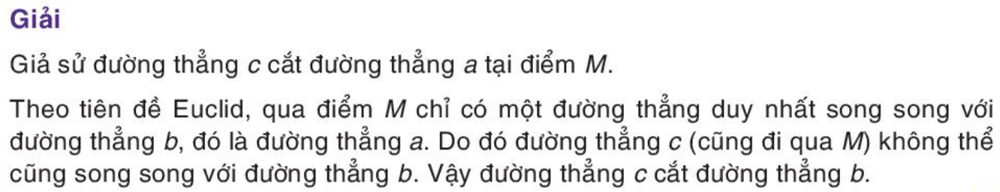 Giải
Giả sử đường thẳng c cắt đường thẳng a tại điểm M.
Theo tiên đề Euclid, qua điểm M chỉ có một đường thẳng duy nhất song song với
đường thẳng b, đó là đường thẳng a. Do đó đường thẳng c (cũng đi qua M) không thể
cũng song song với đường thẳng b. Vậy đường thẳng c cắt đường thẳng b.